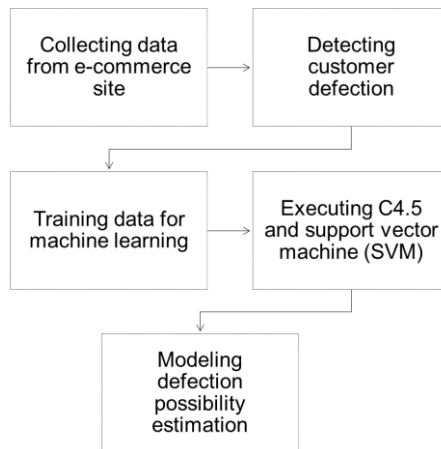 Collecting data
from e-commerce
site
Detecting
customer
defection
Training data for
machine learning
Executing C4.5
and support vector
machine (SVM)
Modeling
defection
possibility
estimation